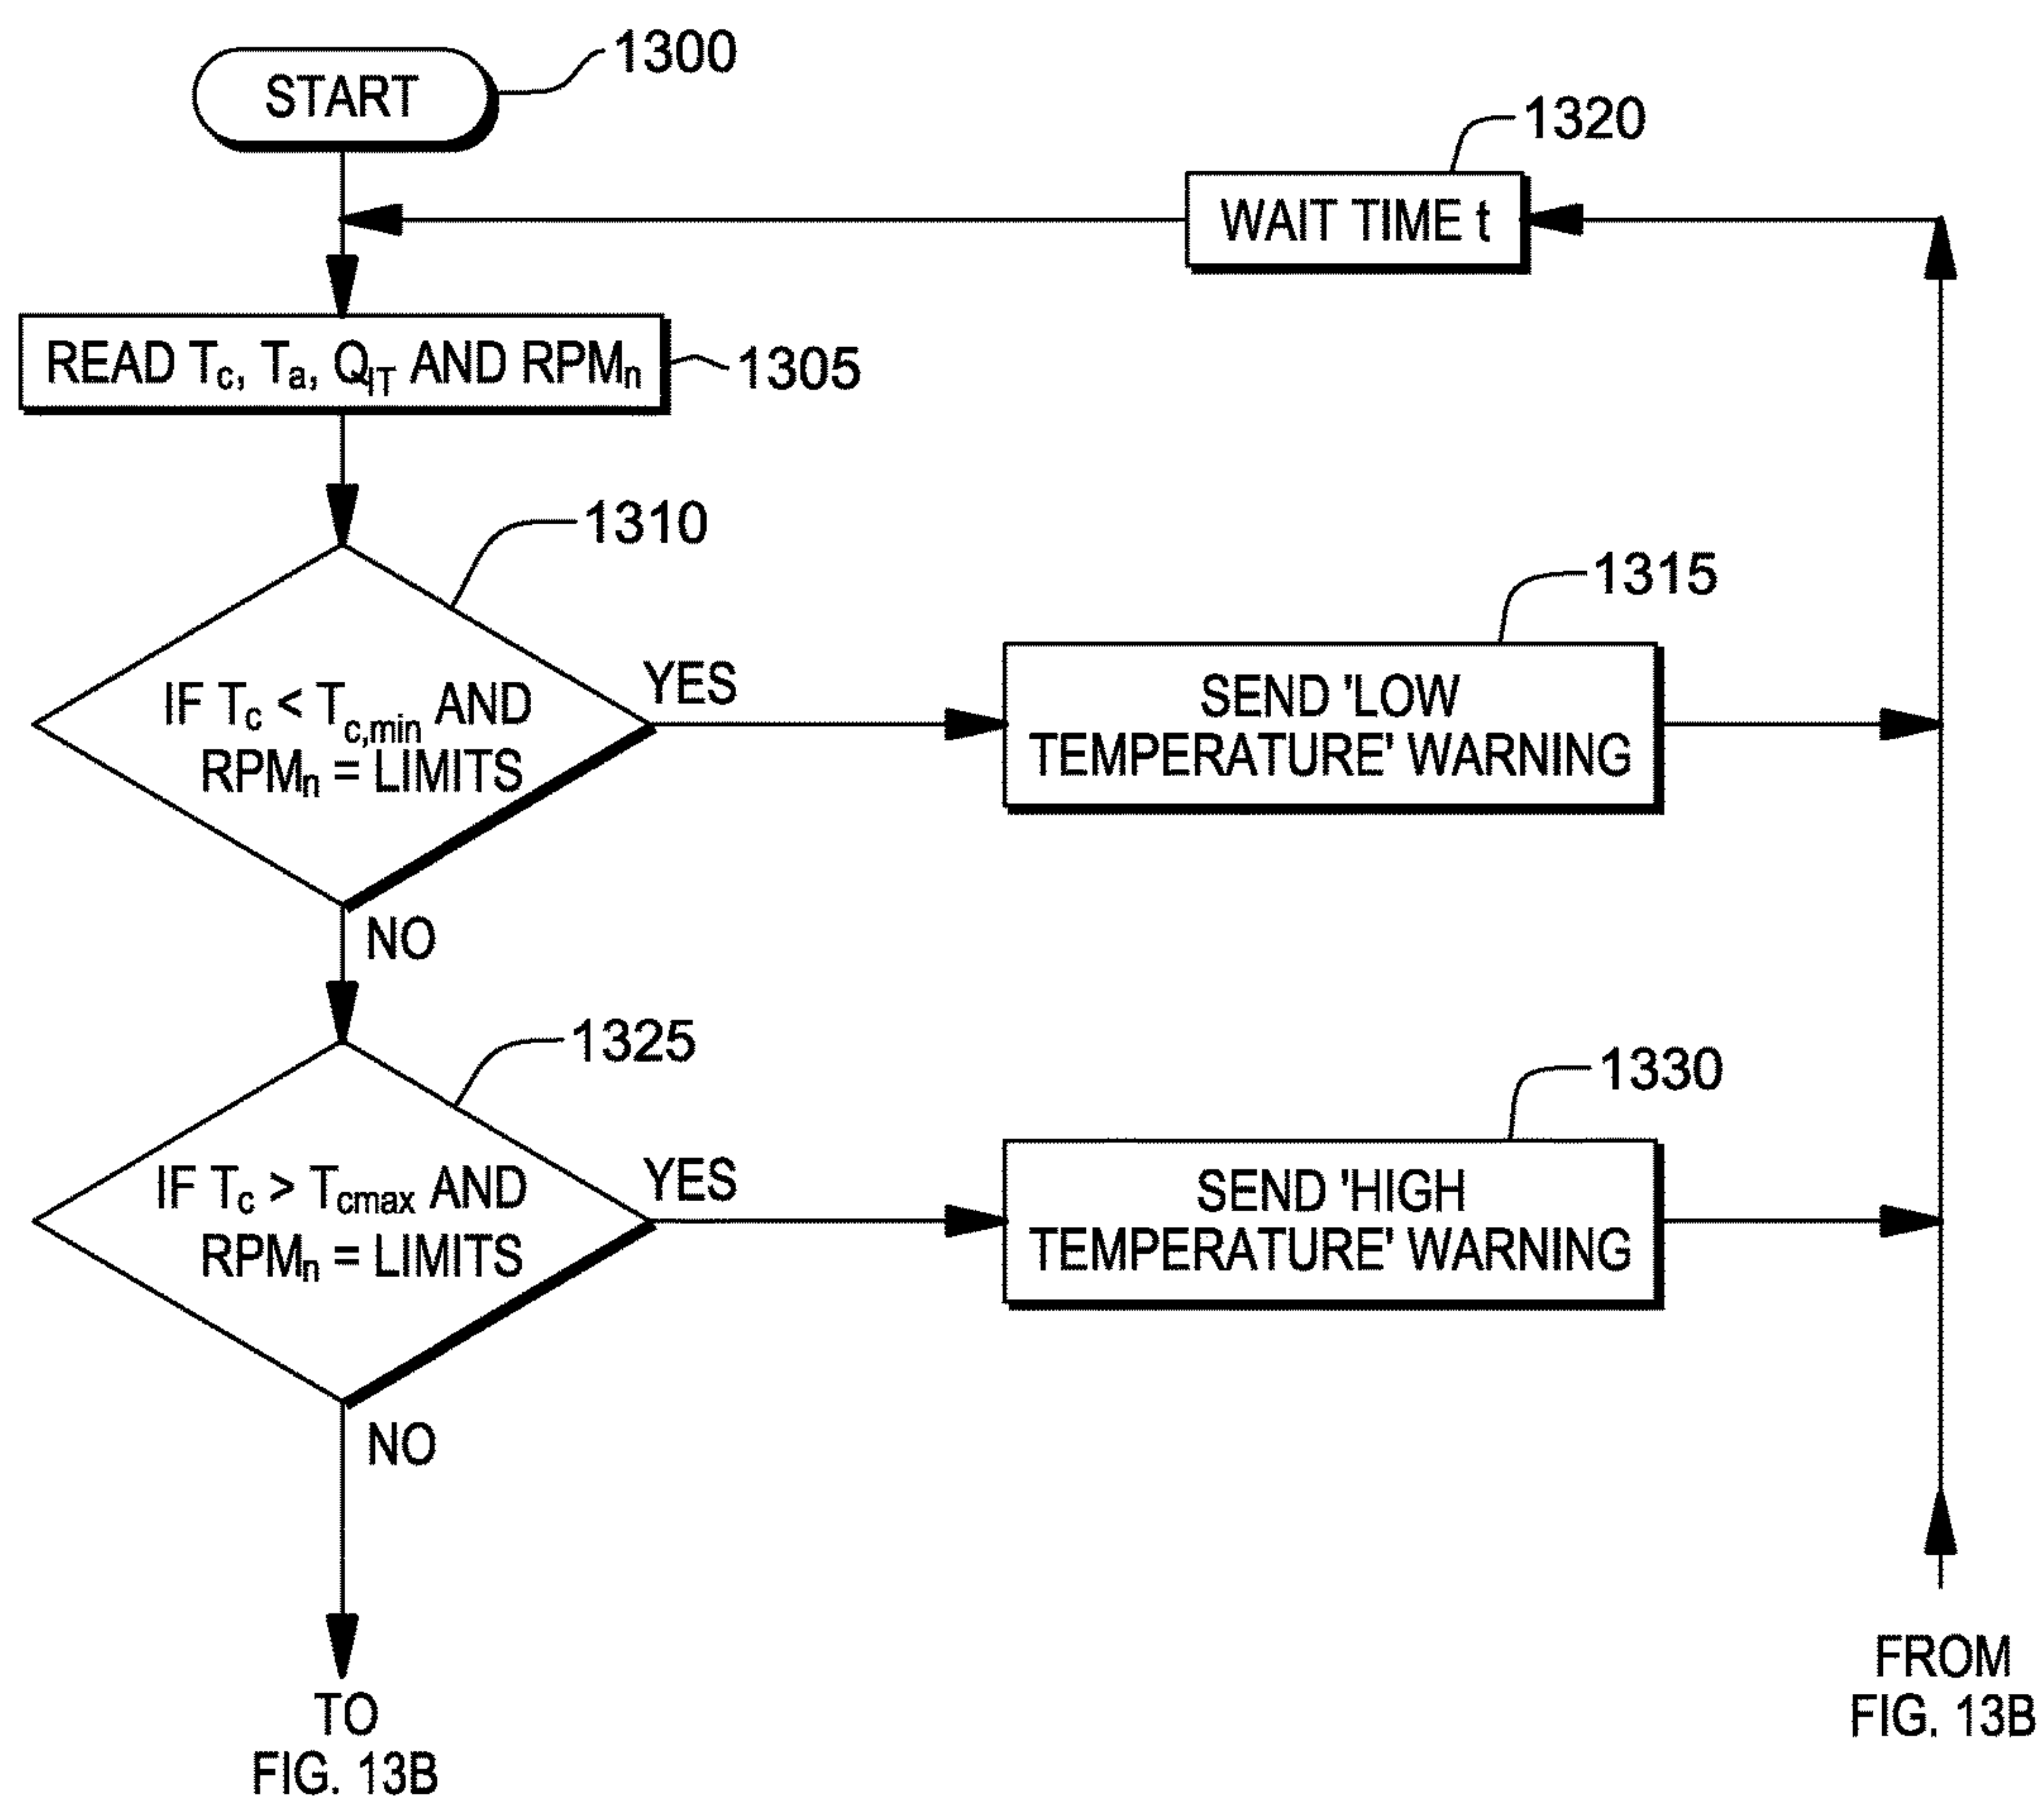 START
1300
1320
WAIT TIME t
READ Tc, Ta, QIT AND RPMn
1305
1310
1315
IF Tc < Tc,min AND
RPMn = LIMITS
YES
SEND 'LOW
TEMPERATURE' WARNING
NO
1325
1330
IF Tc > Tcmax AND
RPMn = LIMITS
YES
SEND 'HIGH
TEMPERATURE' WARNING
NO
TO
FIG. 13B
FROM
FIG. 13B